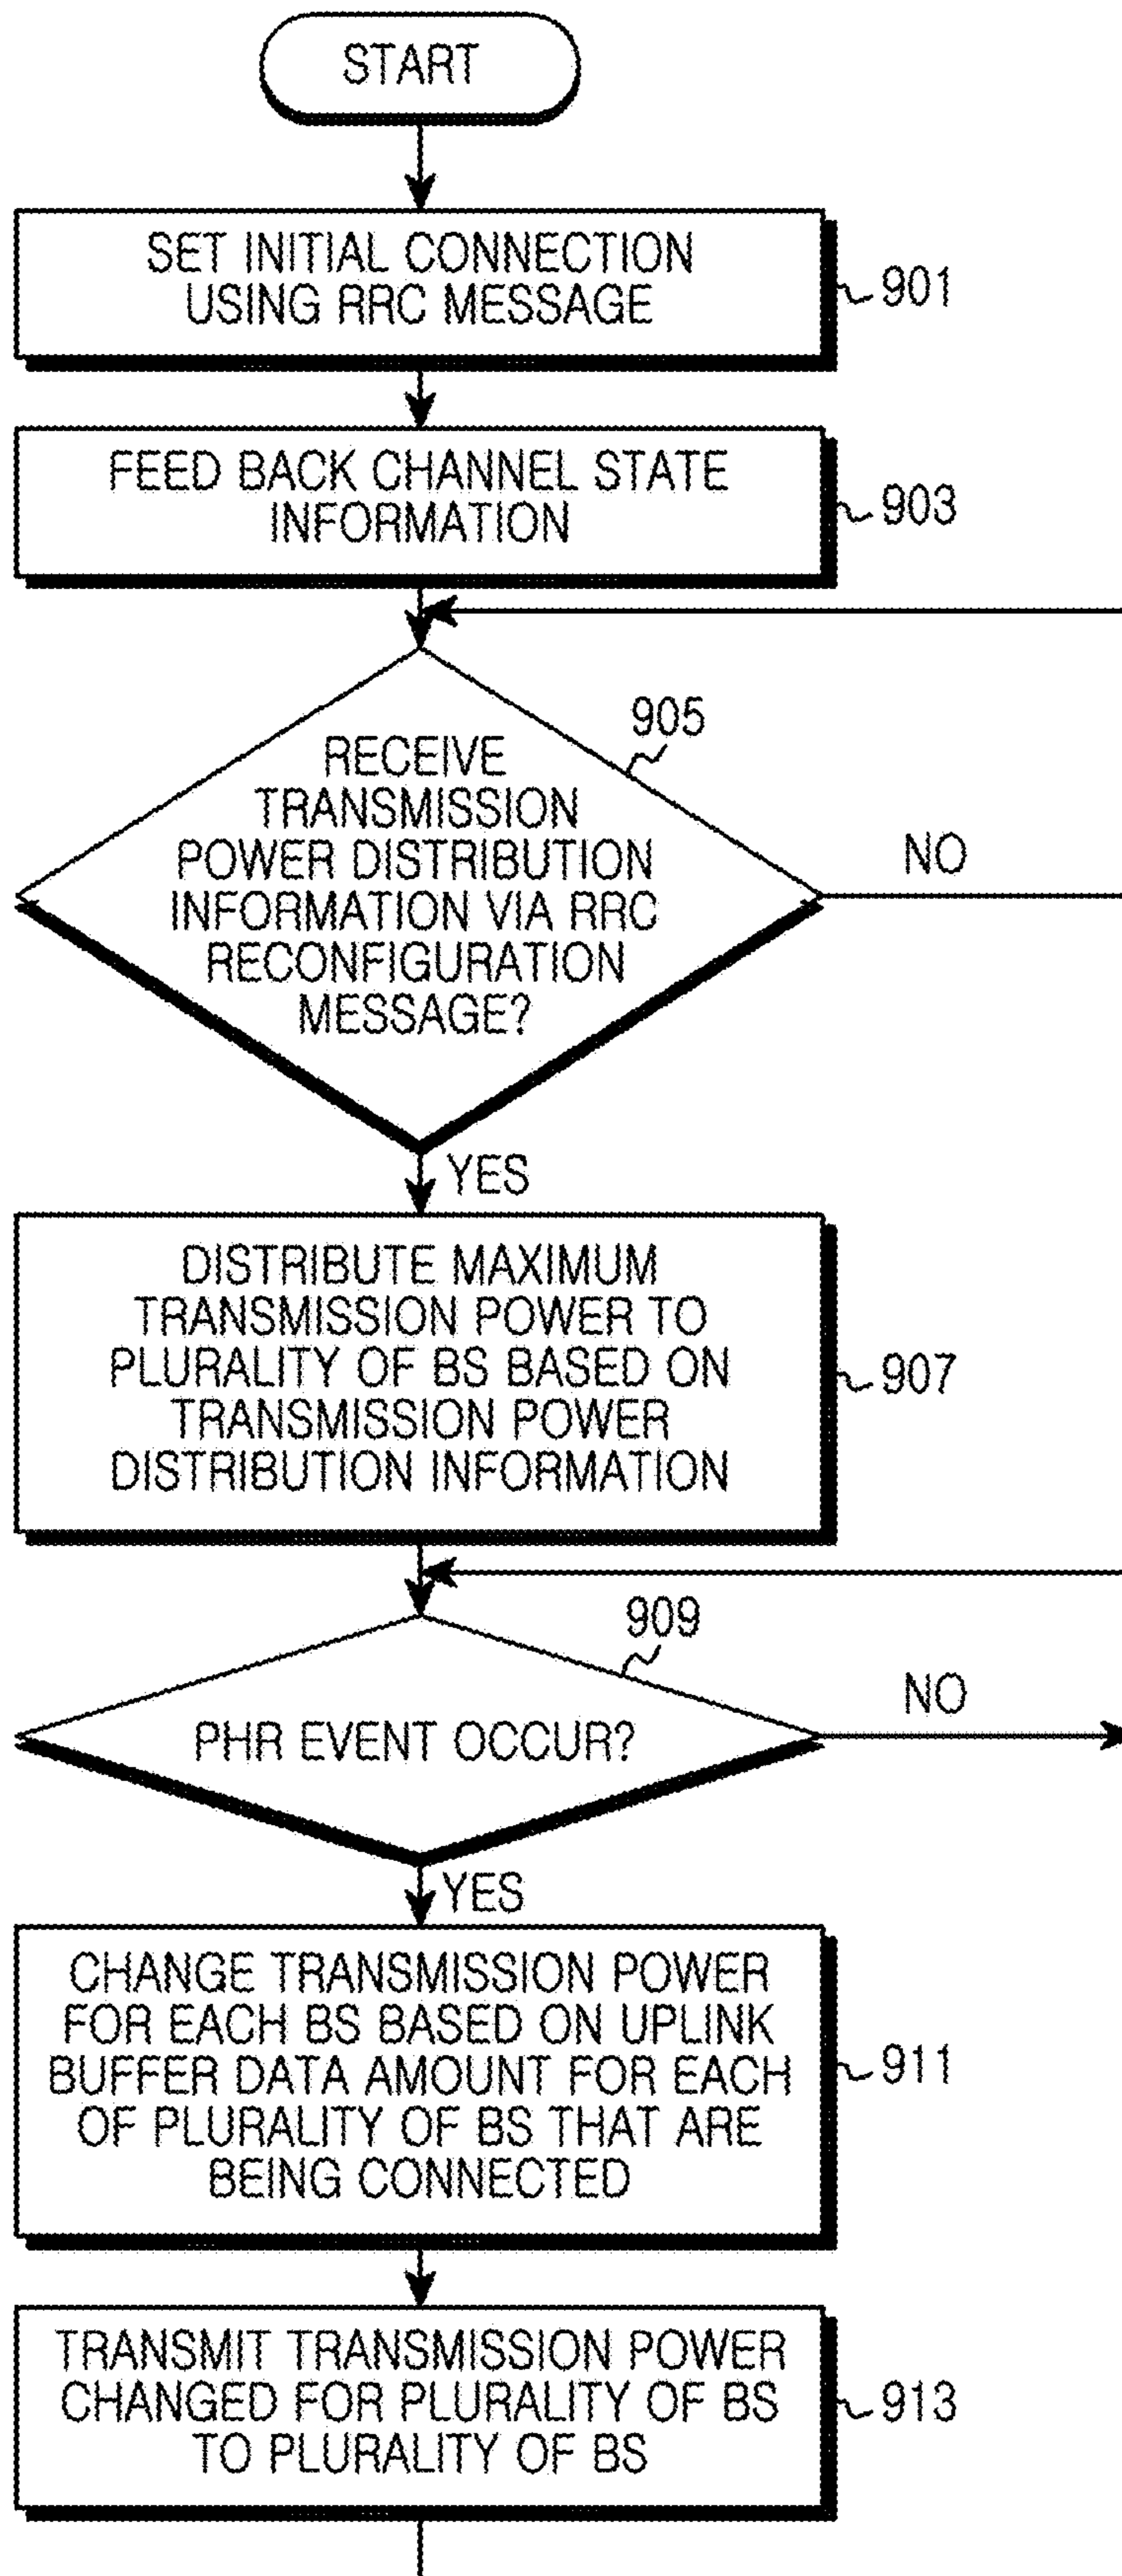 START
SET INITIAL CONNECTION
USING RRC MESSAGE
901
FEED BACK CHANNEL STATE
INFORMATION
903
905
RECEIVE
TRANSMISSION
POWER DISTRIBUTION
INFORMATION VIA RRC
RECONFIGURATION
MESSAGE?
NO
YES
DISTRIBUTE MAXIMUM
TRANSMISSION POWER TO
PLURALITY OF BS BASED ON
TRANSMISSION POWER
DISTRIBUTION INFORMATION
907
909
PHR EVENT OCCUR?
NO
YES
CHANGE TRANSMISSION POWER
FOR EACH BS BASED ON UPLINK
BUFFER DATA AMOUNT FOR EACH
OF PLURALITY OF BS THAT ARE
BEING CONNECTED
911
TRANSMIT TRANSMISSION POWER
CHANGED FOR PLURALITY OF BS
TO PLURALITY OF BS
913